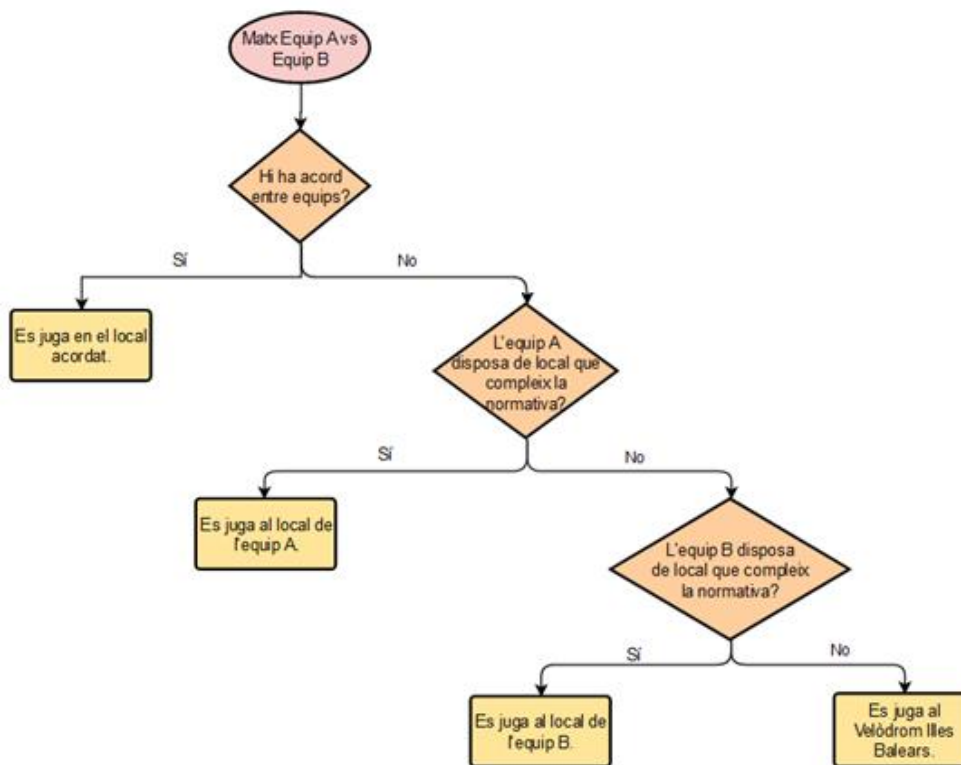 Matx Equip A vs
Equip B
Hi ha acord
entre equips?
Sí
No
Es juga en el local
acordat.
L'equip A
disposa de local que
compleix la
normativa?
Sí
No
Es juga al local de
l'equip A.
L'equip B disposa
de local que compleix
la normativa?
Sí
No
Es juga al local de
l'equip B.
Es juga al
Velòdrom Illes
Balears.